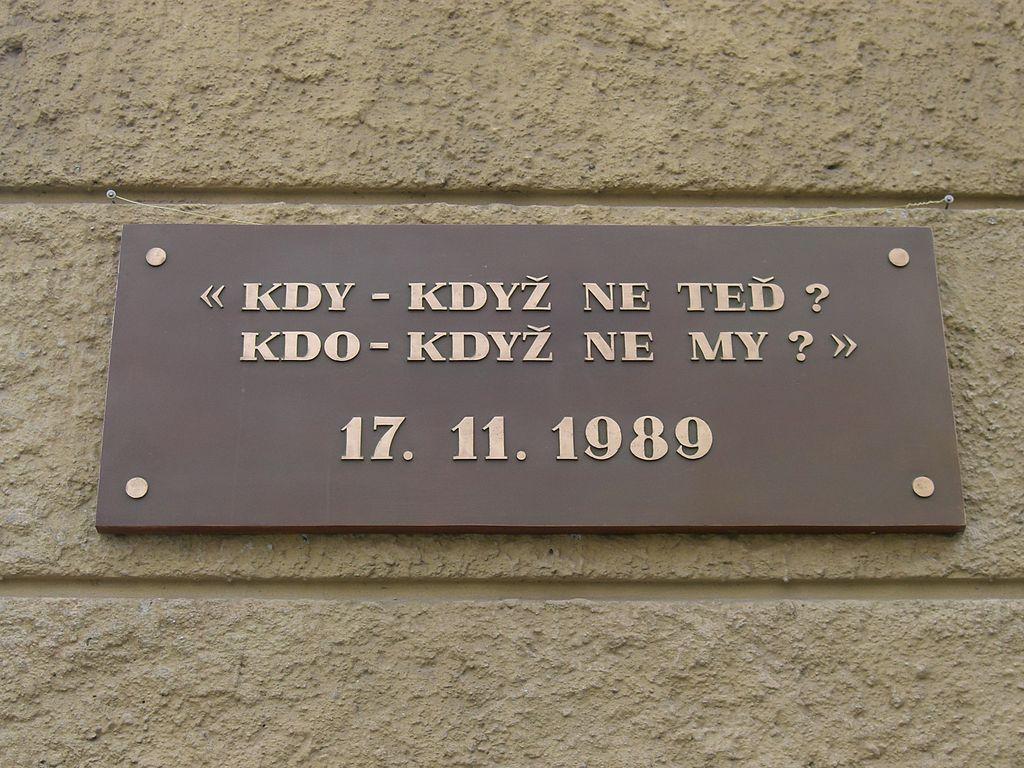 « KDY - KDYŽ NE TEĎ ?
KDO - KDYŽ NE MY ? »
17. 11. 1989